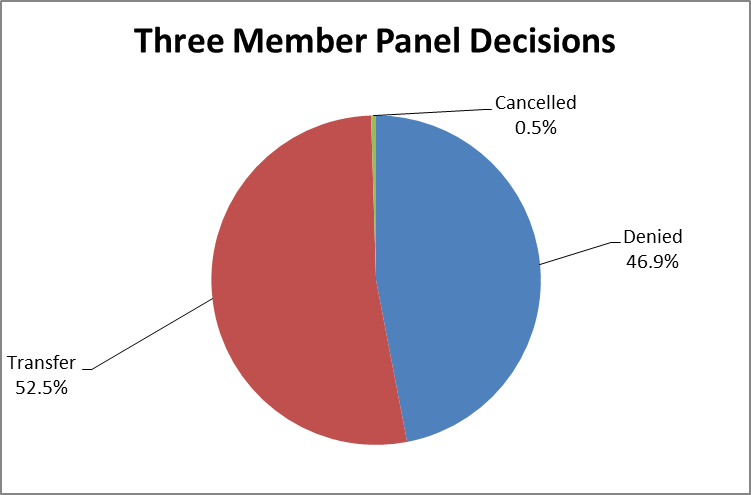 Three Member Panel Decisions
Cancelled
0.5%
Denied
46.9%
Transfer
52.5%